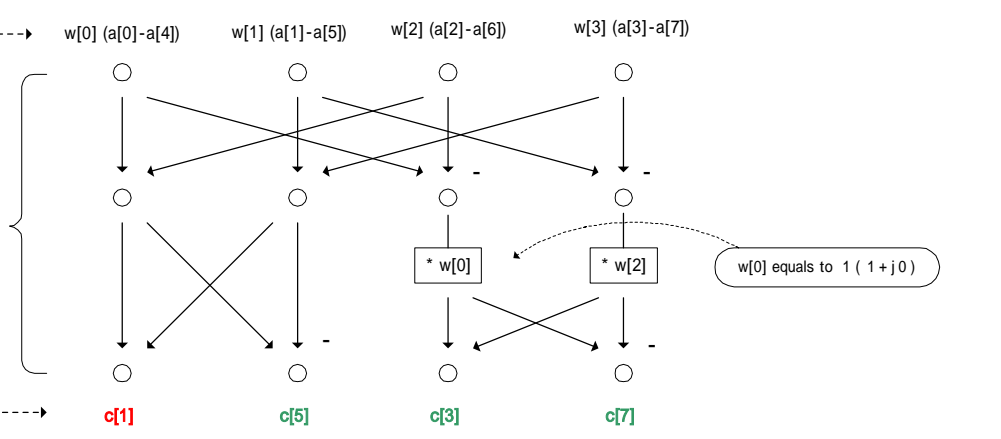 w[0] (a[0]-a[4])
w[1] (a[1]-a[5])
w[2] (a[2]-a[6])
w[3] (a[3]-a[7])
-
-
* w[0]
* w[2]
w[0] equals to 1 ( 1 + j 0 )
-
-
c[1]
c[5]
c[3]
c[7]